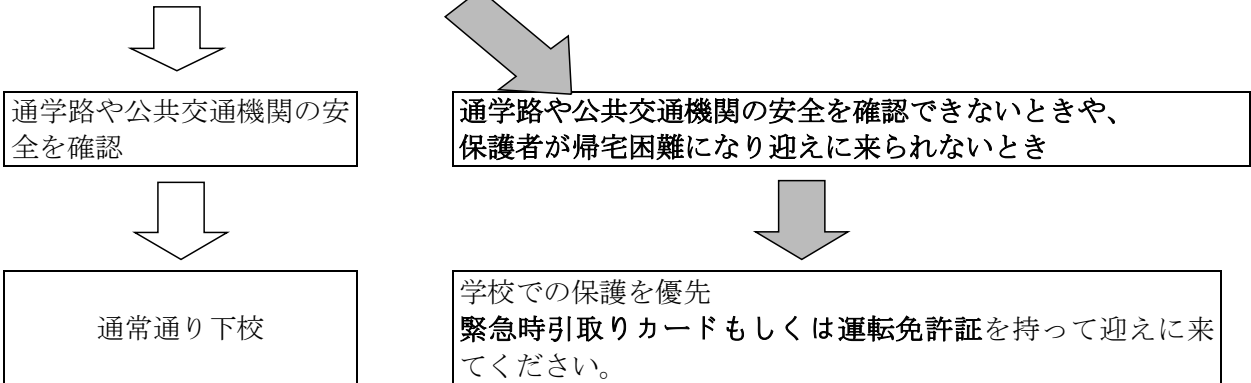 通学路や公共交通機関の安
全を確認
通学路や公共交通機関の安全を確認できないときや、
保護者が帰宅困難になり迎えに来られないとき
通常通り下校
学校での保護を優先
緊急時引取りカードもしくは運転免許証を持って迎えに来
てください。